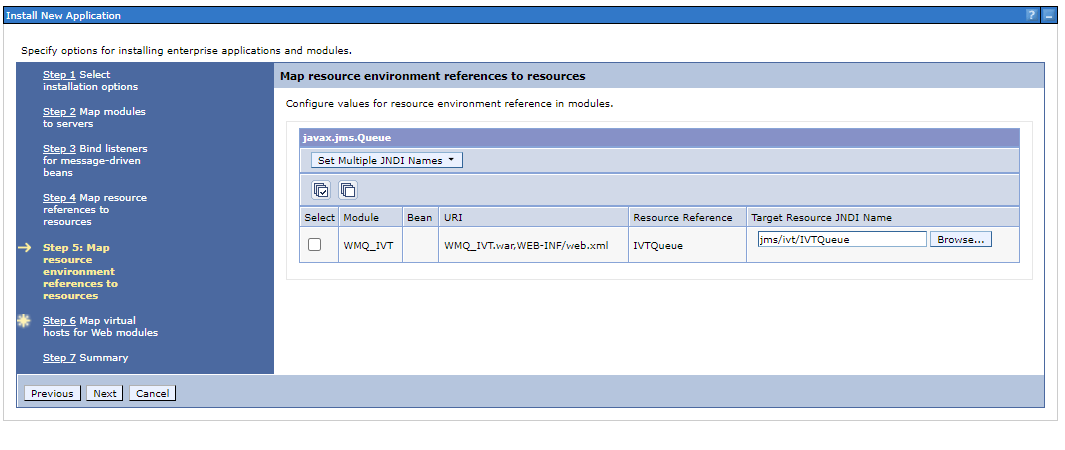 Install New Application
?
Specify options for installing enterprise applications and modules.
Step 1 Select
installation options
Step 2 Map modules
to servers
Step 3 Bind listeners
for message-driven
beans
Step 4 Map resource
references to
resources
Step 5: Map
resource
environment
references to
resources
Step 6 Map virtual
hosts for Web modules
Step 7 Summary
Map resource environment references to resources
Configure values for resource environment reference in modules.
javax.jms.Queue
Set Multiple JNDI Names
Select Module Bean URI Resource Reference Target Resource JNDI Name
WMQ_IVT WMQ_IVT.war,WEB-INF/web.xml IVTQueue jms/ivt/IVTQueue Browse...
Previous Next Cancel